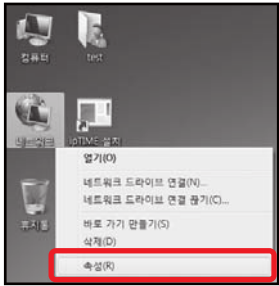 컴퓨터
test
네트워크
ipTIME 설치
휴지통
열기(O)
네트워크 드라이브 연결(N)...
네트워크 드라이브 연결 끊기(C)...
바로 가기 만들기(S)
삭제(D)
속성(R)